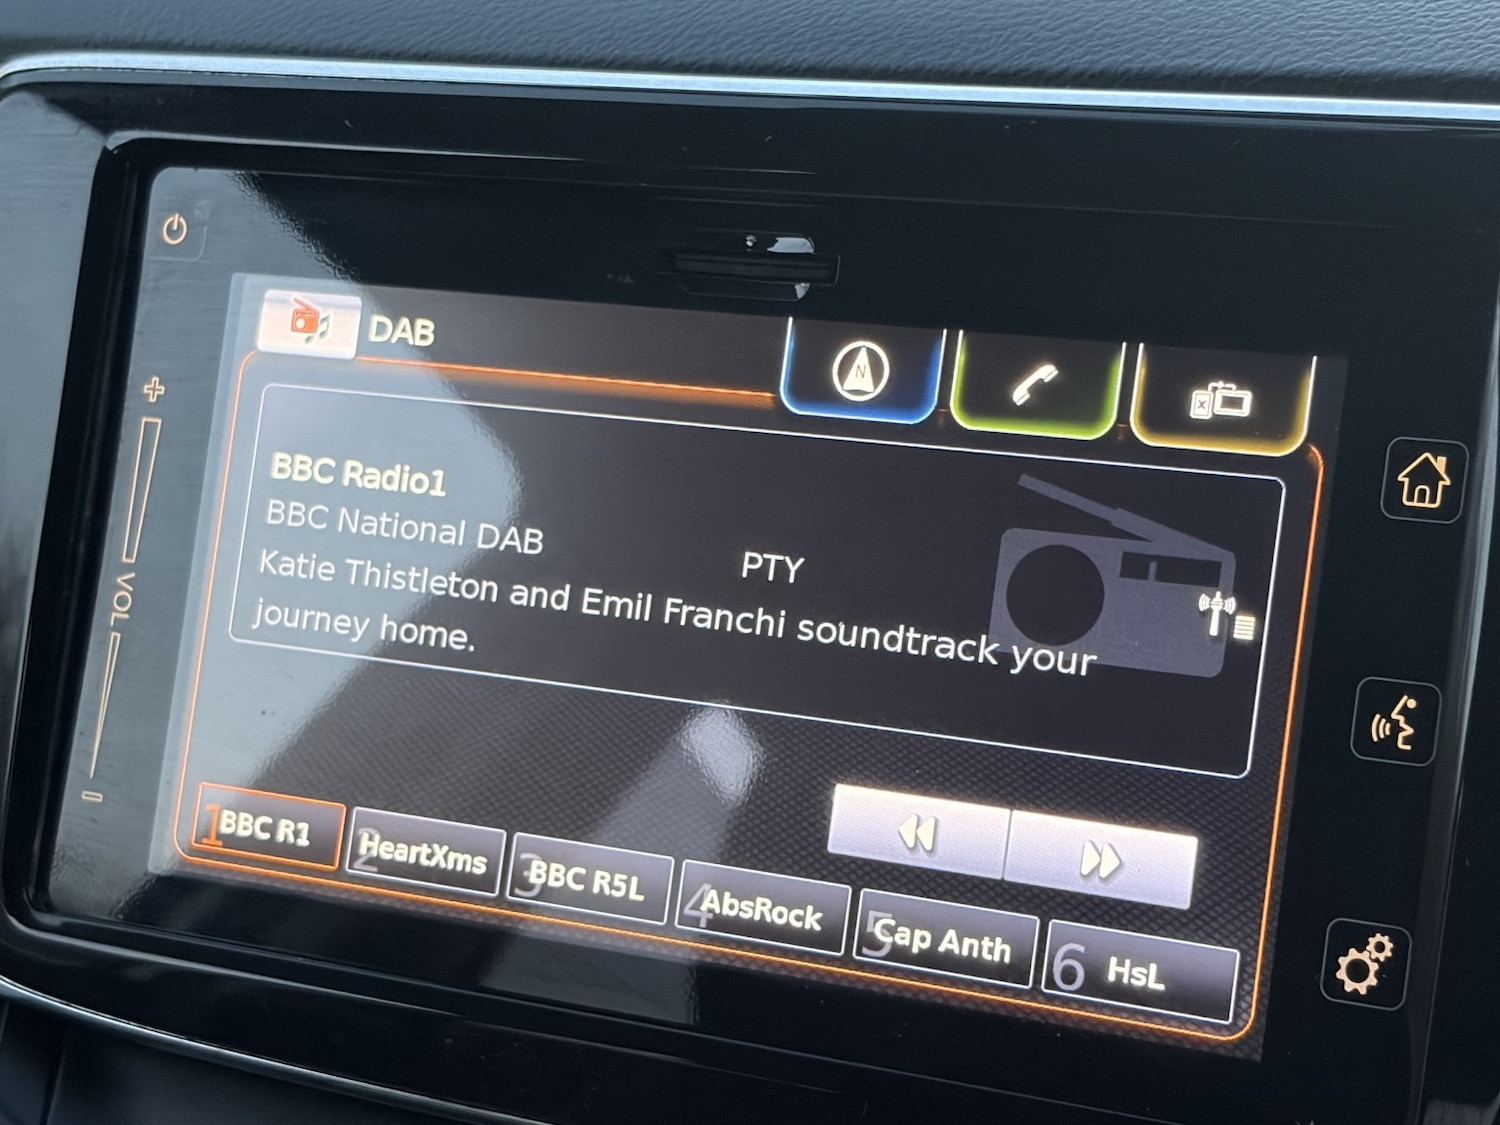 DAB
N
BBC Radio1
BBC National DAB
PTY
Katie Thistleton and Emil Franchi soundtrack your
journey home.
VOL
1 BBC R1
2 HeartXms
3 BBC R5L
4 AbsRock
5 Cap Anth
6 HsL